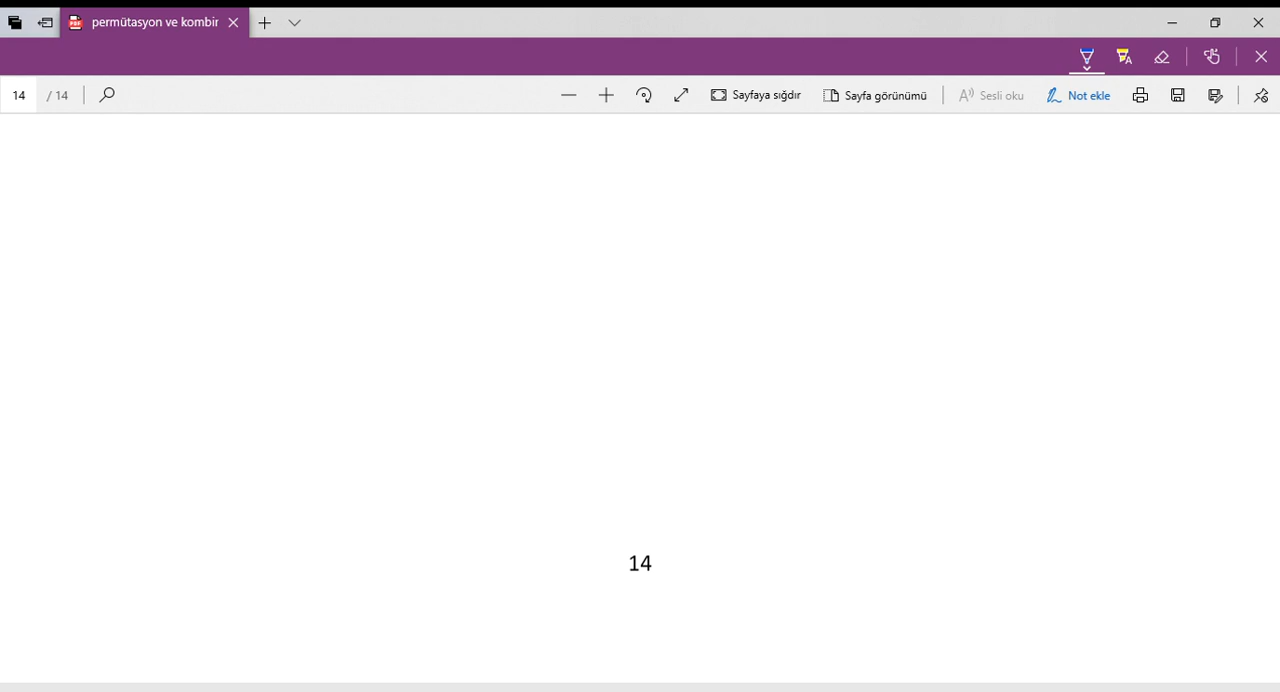 permütasyon ve kombir
14 / 14 Sayfaya sığdır Sayfa görünümü Sesli oku Not ekle
14